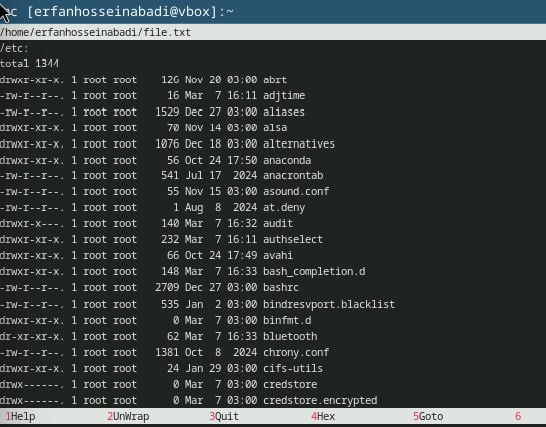 mc [erfanhosseinabadi@vbox]:~
/home/erfanhosseinabadi/file.txt
/etc:
total 1344
drwxr-xr-x. 1 root root 126 Nov 20 03:00 abrt
-rw-r--r--. 1 root root 16 Mar 7 16:11 adjtime
-rw-r--r--. 1 root root 1529 Dec 27 03:00 aliases
drwxr-xr-x. 1 root root 70 Nov 14 03:00 alsa
drwxr-xr-x. 1 root root 1076 Dec 18 03:00 alternatives
drwxr-xr-x. 1 root root 56 Oct 24 17:50 anaconda
-rw-r--r--. 1 root root 541 Jul 17 2024 anacrontab
-rw-r--r--. 1 root root 55 Nov 15 03:00 asound.conf
-rw-r--r--. 1 root root 1 Aug 8 2024 at.deny
drwxr-x---. 1 root root 140 Mar 7 16:32 audit
drwxr-xr-x. 1 root root 232 Mar 7 16:11 authselect
drwxr-xr-x. 1 root root 66 Oct 24 17:49 avahi
drwxr-xr-x. 1 root root 148 Mar 7 16:33 bash_completion.d
-rw-r--r--. 1 root root 2709 Dec 27 03:00 bashrc
-rw-r--r--. 1 root root 535 Jan 2 03:00 bindresvport.blacklist
drwxr-xr-x. 1 root root 0 Mar 7 03:00 binfmt.d
dr-xr-xr-x. 1 root root 62 Mar 7 16:33 bluetooth
-rw-r--r--. 1 root root 1381 Oct 8 2024 chrony.conf
drwxr-xr-x. 1 root root 24 Jan 29 03:00 cifs-utils
drwx------. 1 root root 0 Mar 7 03:00 credstore
drwx------. 1 root root 0 Mar 7 03:00 credstore.encrypted
1Help 2UnWrap 3Quit 4Hex 5Goto 6